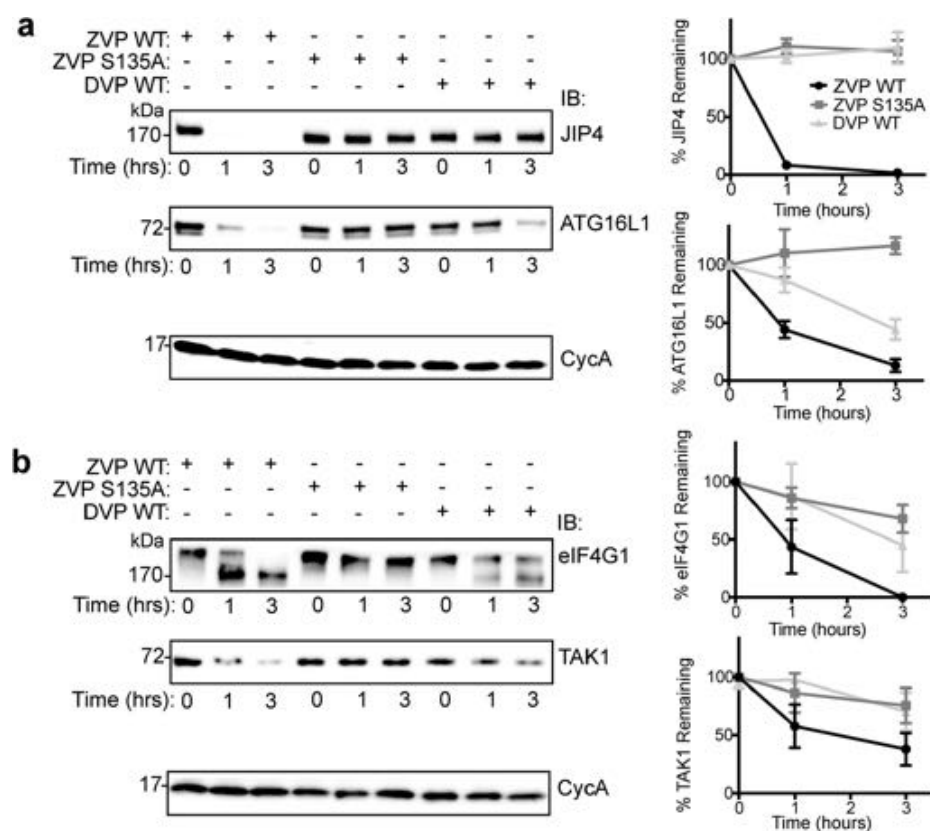 a
ZVP WT: + + + - - - - - -
ZVP S135A: - - - + + + - - -
DVP WT: - - - - - - + + +
IB:
kDa
170
JIP4
Time (hrs): 0 1 3 0 1 3 0 1 3
72
ATG16L1
Time (hrs): 0 1 3 0 1 3 0 1 3
17
CycA
% JIP4 Remaining
100
50
0
0 1 2 3
Time (hours)
ZVP WT
ZVP S135A
DVP WT
% ATG16L1 Remaining
100
50
0
0 1 2 3
Time (hours)
b
ZVP WT: + + + - - - - - -
ZVP S135A: - - - + + + - - -
DVP WT: - - - - - - + + +
IB:
kDa
170
eIF4G1
Time (hrs): 0 1 3 0 1 3 0 1 3
72
TAK1
Time (hrs): 0 1 3 0 1 3 0 1 3
17
CycA
% eIF4G1 Remaining
100
50
0
0 1 2 3
Time (hours)
% TAK1 Remaining
100
50
0
0 1 2 3
Time (hours)